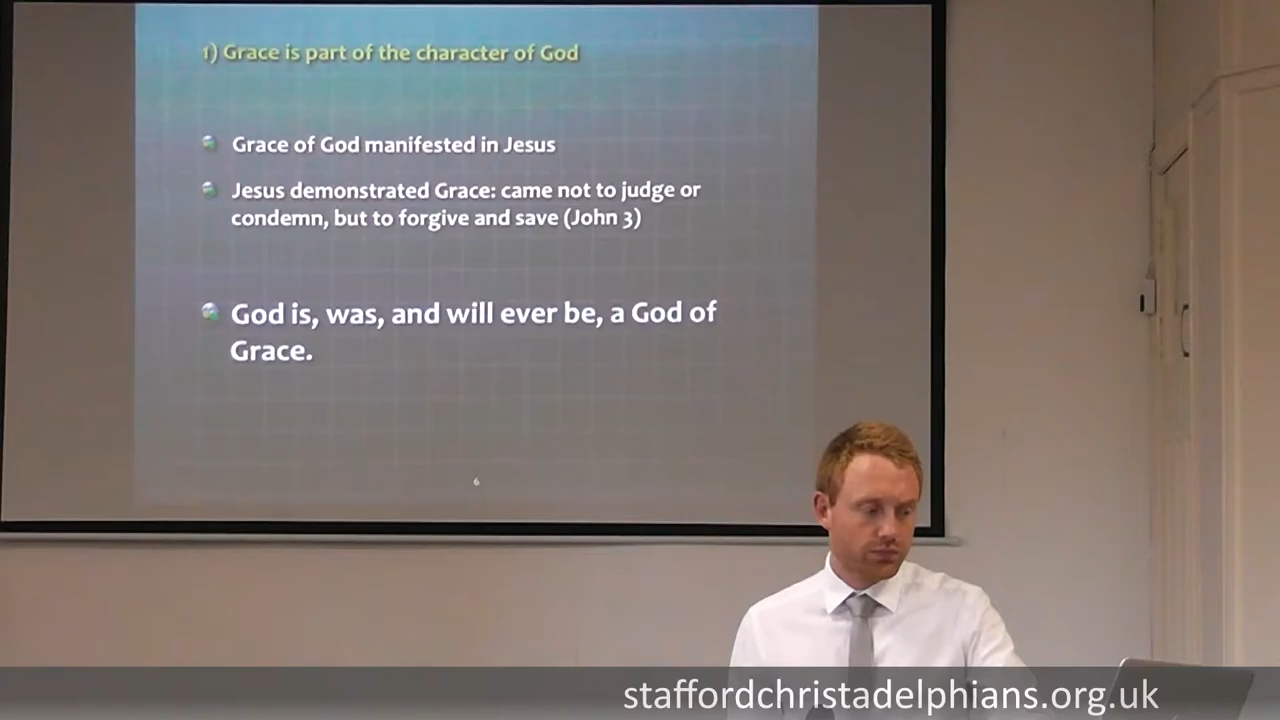 1) Grace is part of the character of God
Grace of God manifested in Jesus
Jesus demonstrated Grace: came not to judge or
condemn, but to forgive and save (John 3)
God is, was, and will ever be, a God of
Grace.
6
staffordchristadelphians.org.uk